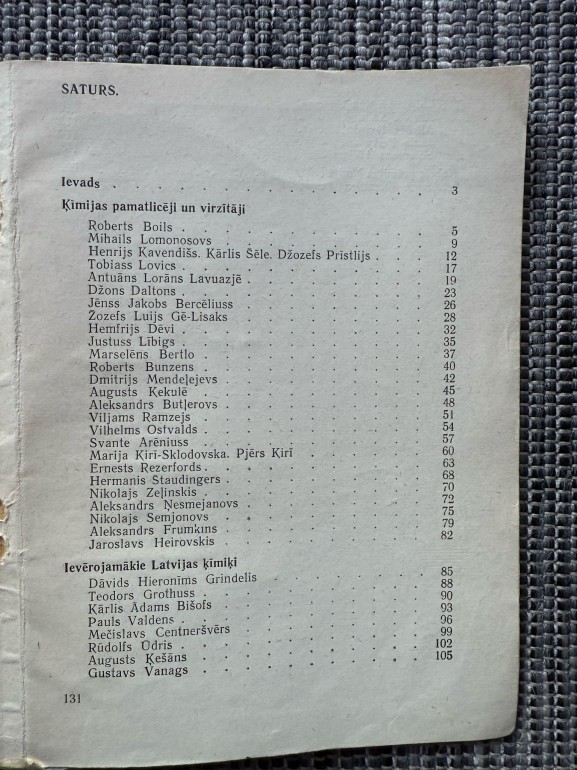 SATURS.
Ievads . . . . . . . . . . . . . . 3
Ķīmijas pamatlicēji un virzītāji
Roberts Boils . . . . . . . . . . . 5
Mihails Lomonosovs . . . . . . . . . 9
Henrijs Kavendišs. Kārlis Šēle. Džozefs Prīstlijs . . . 12
Tobiass Lovics . . . . . . . . . . . 17
Antuāns Lorāns Lavuazjē . . . . . . . . 19
Džons Daltons . . . . . . . . . . . 23
Jēnss Jakobs Bercēliuss . . . . . . . . 26
Žozefs Luijs Gē-Lisaks . . . . . . . . 28
Hemfrijs Dēvi . . . . . . . . . . . 32
Justuss Lībigs . . . . . . . . . . . 35
Marselēns Bertlo . . . . . . . . . . 37
Roberts Bunzens . . . . . . . . . . 40
Dmitrijs Mendeļejevs . . . . . . . . . 42
Augusts Ķekulē . . . . . . . . . . . 45
Aleksandrs Butļerovs . . . . . . . . . 48
Viljams Ramzejs . . . . . . . . . . 51
Vilhelms Ostvalds . . . . . . . . . . 54
Svante Arēniuss . . . . . . . . . . 57
Marija Kirī-Sklodovska. Pjērs Kirī . . . . . 60
Ernests Rezerfords . . . . . . . . . . 63
Hermanis Staudingers . . . . . . . . . 68
Nikolajs Zeļinskis . . . . . . . . . . 70
Aleksandrs Ņesmejanovs . . . . . . . . 72
Nikolajs Semjonovs . . . . . . . . . 75
Aleksandrs Frumkins . . . . . . . . . 79
Jaroslavs Heirovskis . . . . . . . . . 82
Ievērojamākie Latvijas ķīmiķi
Dāvids Hieronīms Grindelis . . . . . . . 85
Teodors Grothuss . . . . . . . . . . 88
Kārlis Ādams Bišofs . . . . . . . . . 90
Pauls Valdens . . . . . . . . . . . 93
Mečislavs Centneršvērs . . . . . . . . 96
Rūdolfs Ūdris . . . . . . . . . . . 99
Augusts Ķešāns . . . . . . . . . . 102
Gustavs Vanags . . . . . . . . . . 105
131